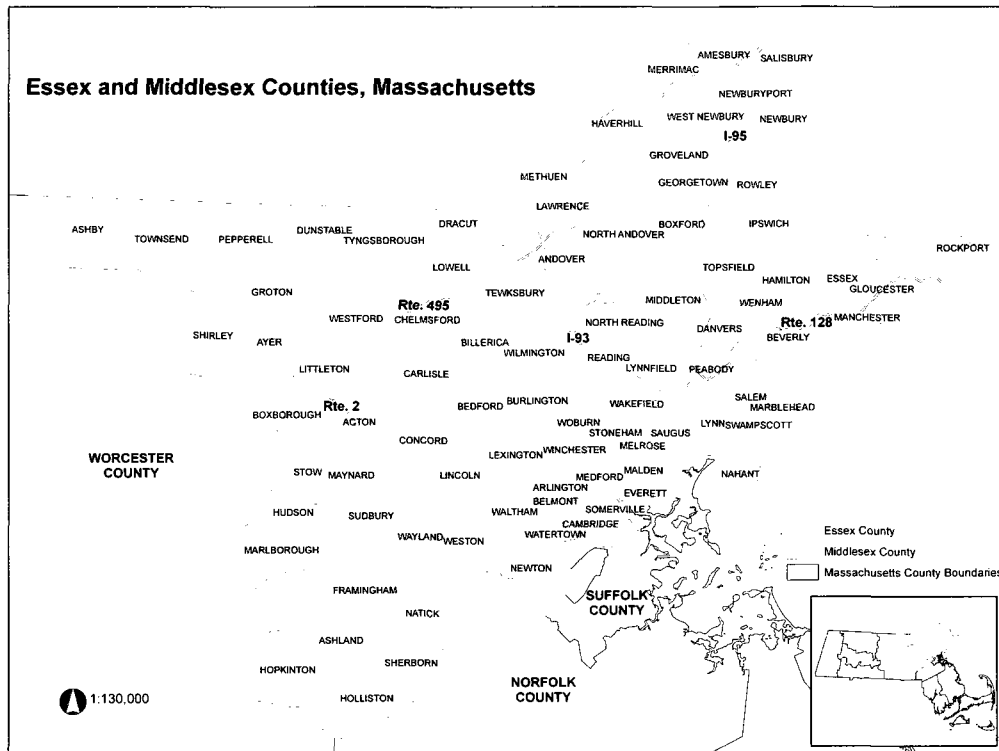 Essex and Middlesex Counties, Massachusetts
AMESBURY
SALISBURY
MERRIMAC
NEWBURYPORT
WEST NEWBURY
NEWBURY
HAVERHILL
I-95
GROVELAND
METHUEN
GEORGETOWN
ROWLEY
LAWRENCE
ASHBY
TOWNSEND
PEPPERELL
DUNSTABLE
TYNGSBOROUGH
DRACUT
NORTH ANDOVER
BOXFORD
IPSWICH
ROCKPORT
ANDOVER
LOWELL
TOPSFIELD
HAMILTON
ESSEX
GLOUCESTER
GROTON
TEWKSBURY
MIDDLETON
WENHAM
Rte. 495
WESTFORD
CHELMSFORD
NORTH READING
DANVERS
Rte. 128
MANCHESTER
BEVERLY
SHIRLEY
AYER
BILLERICA
I-93
WILMINGTON
READING
LITTLETON
CARLISLE
LYNNFIELD
PEABODY
BOXBOROUGH
Rte. 2
ACTON
BEDFORD
BURLINGTON
WAKEFIELD
SALEM
MARBLEHEAD
WOBURN
LYNN
SWAMPSCOTT
CONCORD
STONEHAM
SAUGUS
LEXINGTON
WINCHESTER
MELROSE
WORCESTER
COUNTY
STOW
MAYNARD
LINCOLN
MEDFORD
MALDEN
NAHANT
ARLINGTON
EVERETT
BELMONT
HUDSON
SUDBURY
WALTHAM
SOMERVILLE
CAMBRIDGE
WAYLAND
WESTON
WATERTOWN
MARLBOROUGH
NEWTON
Essex County
Middlesex County
Massachusetts County Boundaries
FRAMINGHAM
SUFFOLK
COUNTY
NATICK
ASHLAND
HOPKINTON
SHERBORN
NORFOLK
COUNTY
HOLLISTON
1:130,000